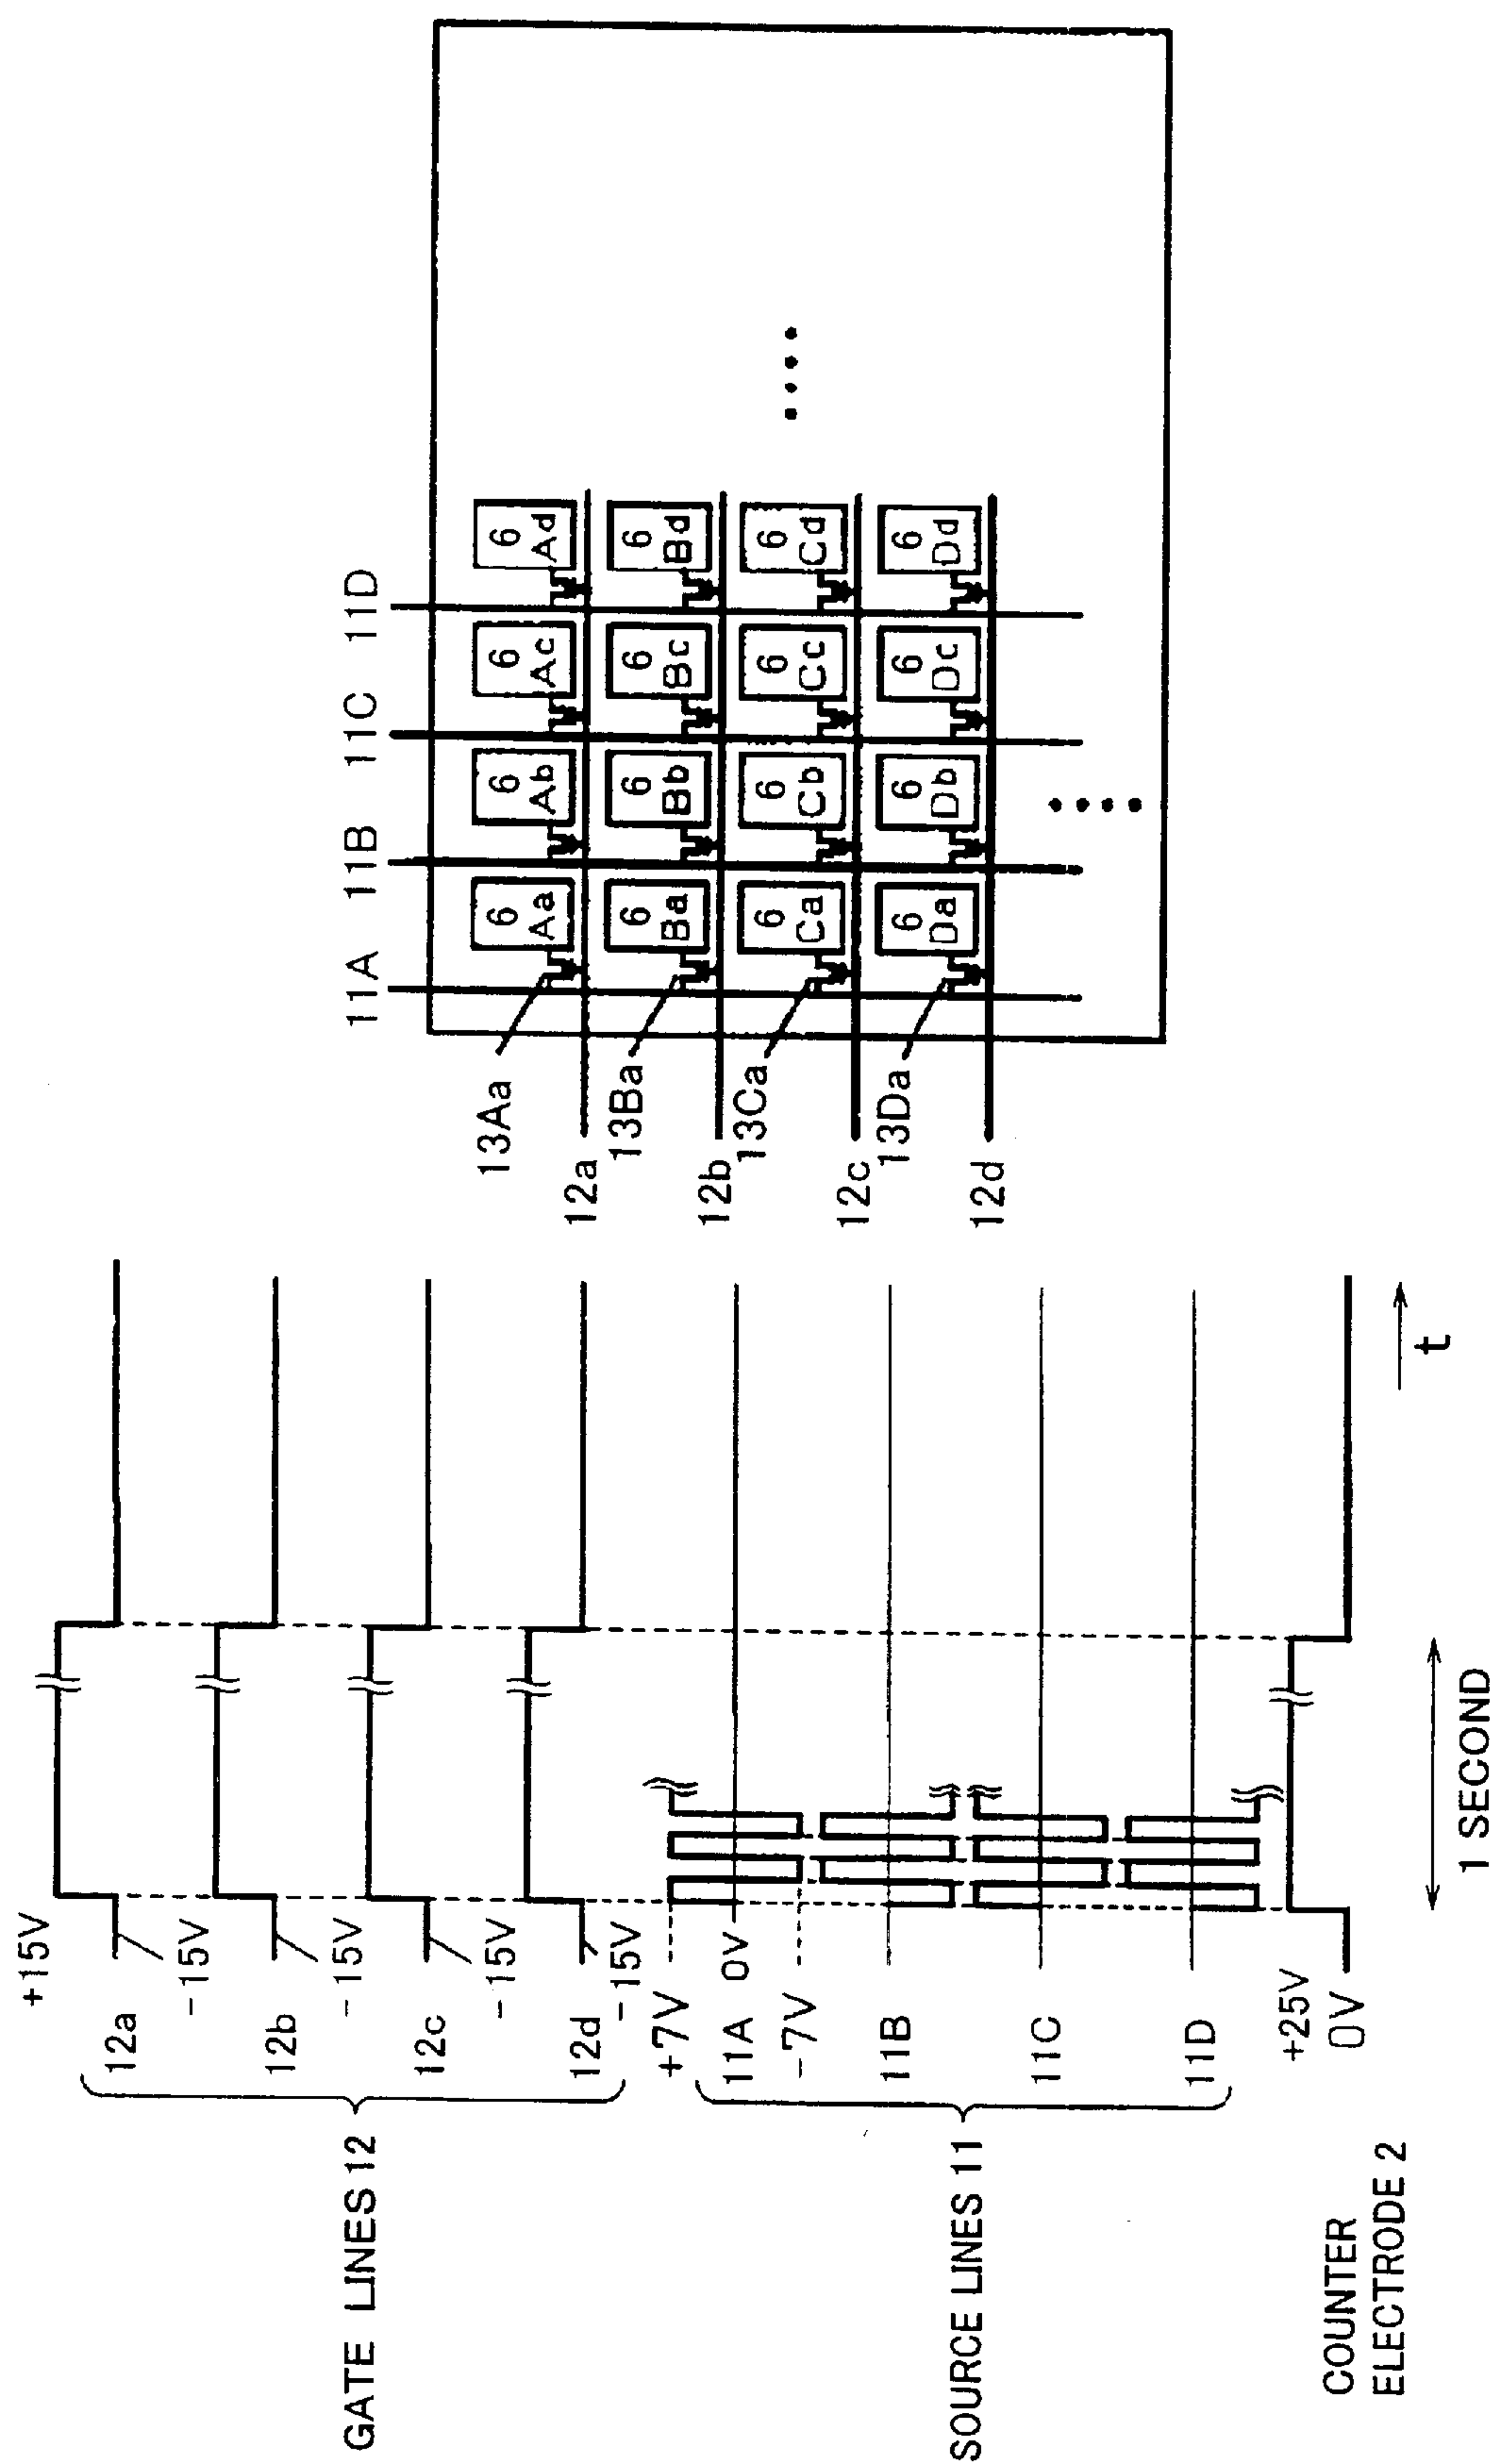 GATE LINES 12
+15V
12a
-15V
12b
-15V
12c
-15V
12d
-15V
SOURCE LINES 11
+7V
11A 0V
-7V
11B
11C
11D
COUNTER
ELECTRODE 2
+25V
0V
1 SECOND
t
11A 11B 11C 11D
13Aa
12a
13Ba
12b
13Ca
12c
13Da
12d
6 6 6 6
Aa Ab Ac Ad
6 6 6 6
Ba Bb Bc Bd
6 6 6 6
Ca Cb Cc Cd
6 6 6 6
Da Db Dc Dd